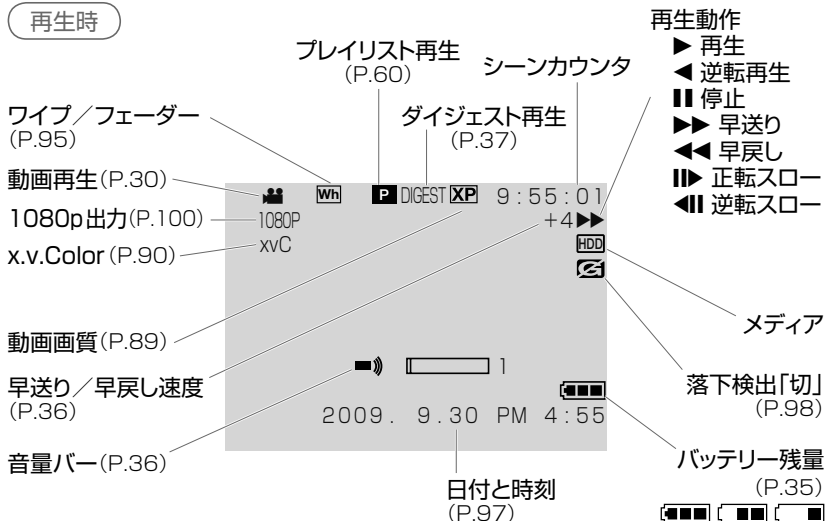 再生時
プレイリスト再生
(P.60)
シーンカウンタ
再生動作
▶ 再生
◀ 逆転再生
❚❚ 停止
▶▶ 早送り
◀◀ 早戻し
❚❚▶ 正転スロー
◀❚❚ 逆転スロー
ワイプ／フェーダー
(P.95)
ダイジェスト再生
(P.37)
動画再生(P.30)
1080p出力(P.100)
x.v.Color(P.90)
Wh P DIGEST XP 9:55:01
1080P +4▶▶
xvC HDD
動画画質(P.89)
メディア
早送り／早戻し速度
(P.36)
1
落下検出「切」
(P.98)
2009. 9.30 PM 4:55
音量バー(P.36)
バッテリー残量
(P.35)
日付と時刻
(P.97)